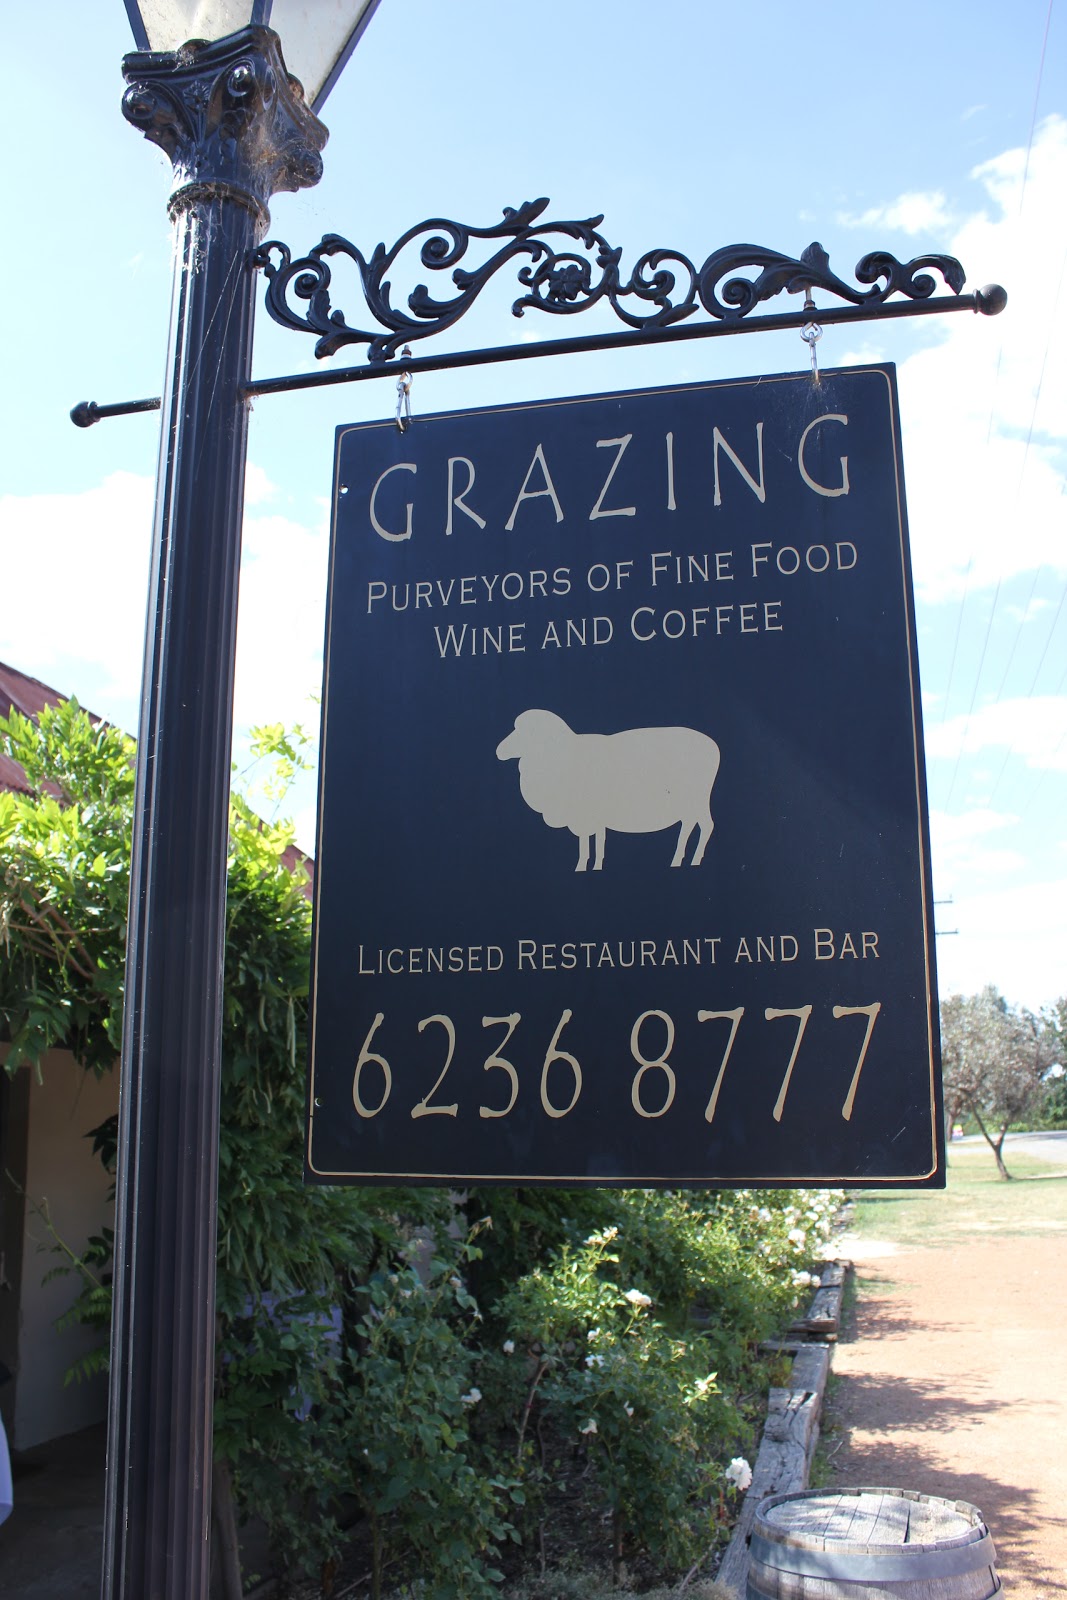 GRAZING
PURVEYORS OF FINE FOOD
WINE AND COFFEE
LICENSED RESTAURANT AND BAR
6236 8777